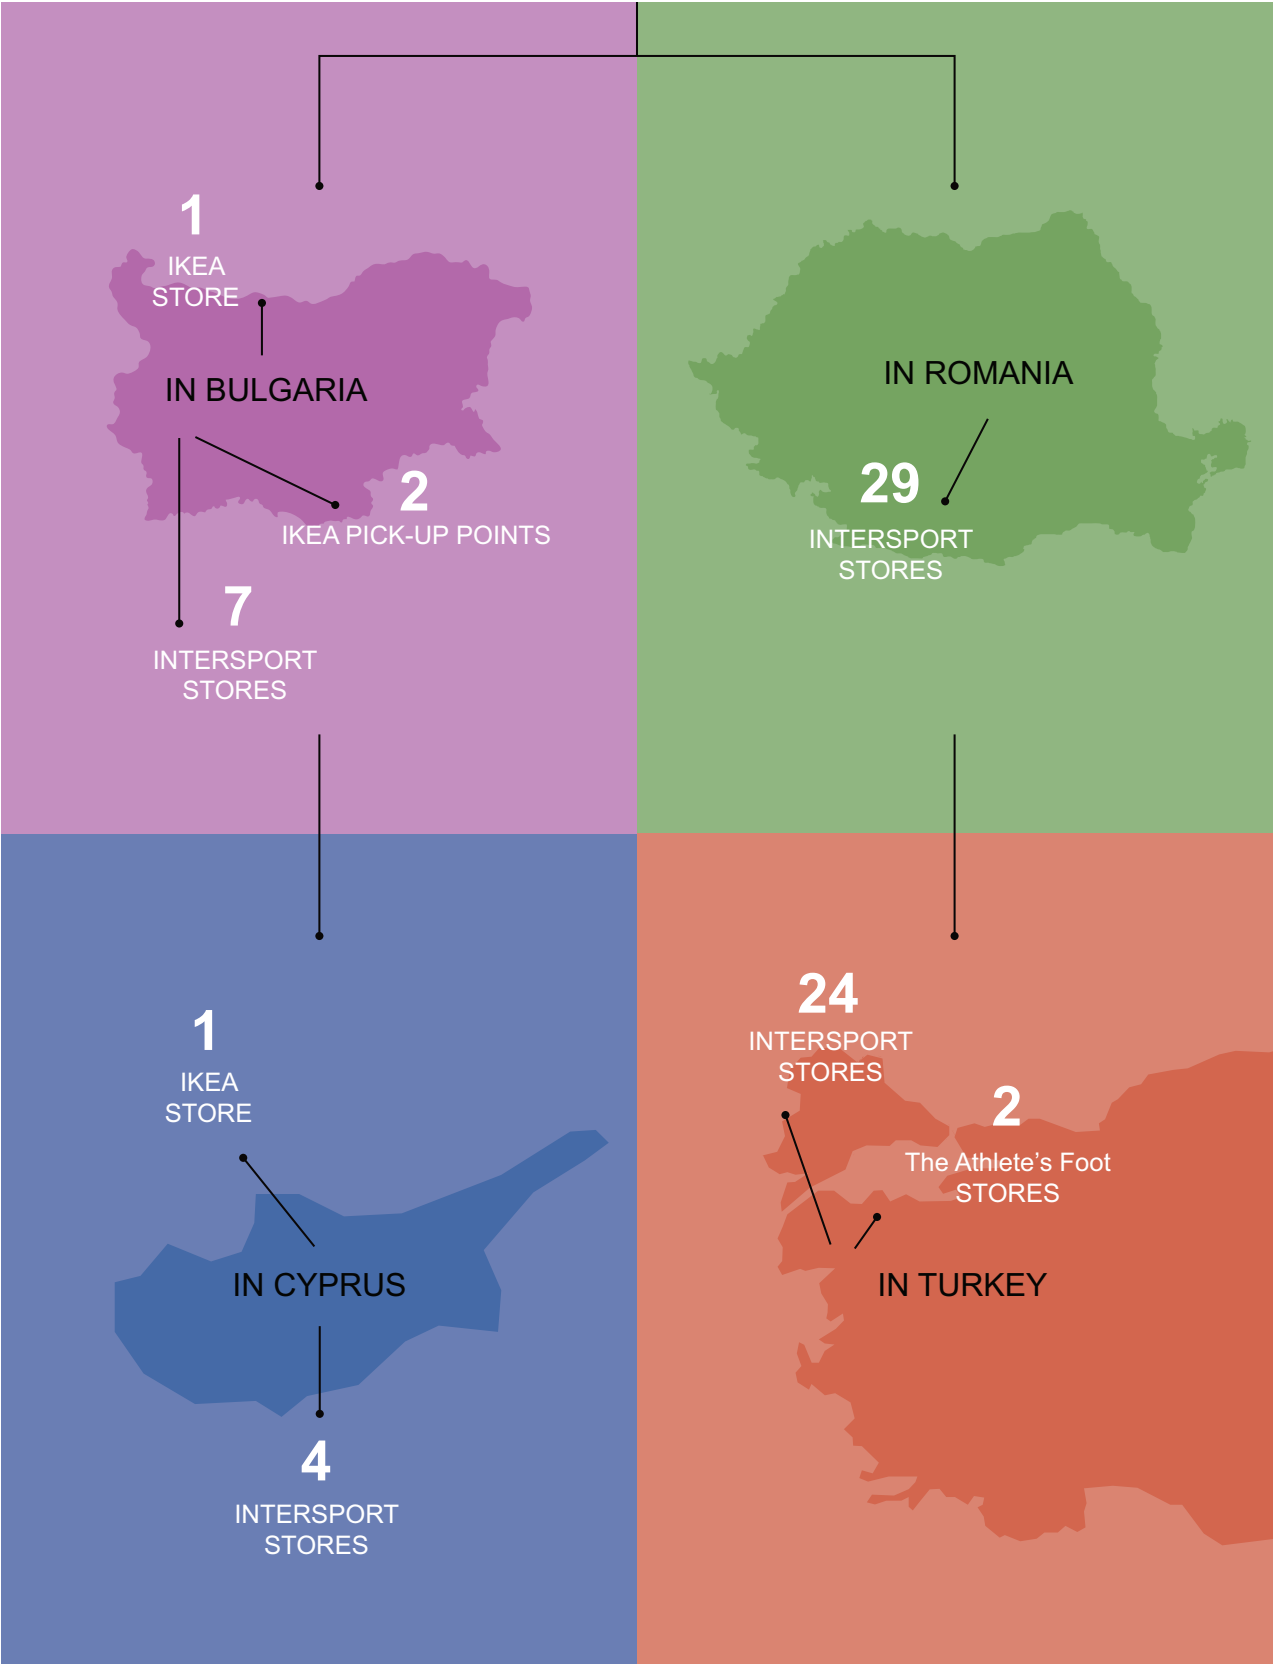 1
IKEA
STORE
IN BULGARIA
2
IKEA PICK-UP POINTS
7
INTERSPORT
STORES
IN ROMANIA
29
INTERSPORT
STORES
1
IKEA
STORE
IN CYPRUS
4
INTERSPORT
STORES
24
INTERSPORT
STORES
2
The Athlete’s Foot
STORES
IN TURKEY